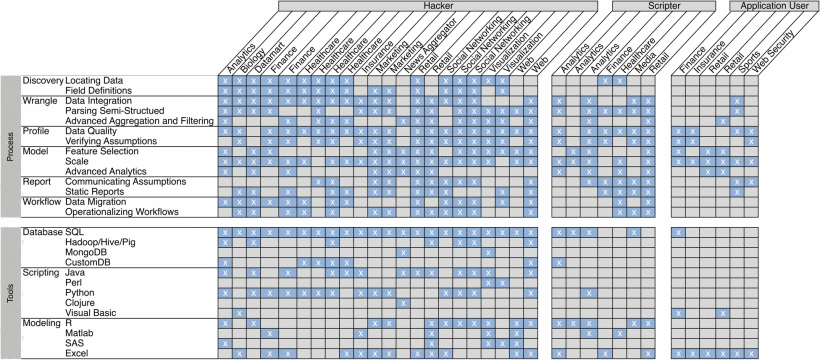 Hacker
Scripter
Application User
Analytics
Biology
Datamart
Finance
Finance
Healthcare
Healthcare
Healthcare
Healthcare
Insurance
Marketing
Marketing
News Aggregator
Retail
Retail
Social Networking
Social Networking
Social Networking
Visualization
Visualization
Web
Web
Analytics
Analytics
Analytics
Finance
Healthcare
Media
Retail
Finance
Insurance
Retail
Retail
Sports
Web Security
Process
Discovery Locating Data
Field Definitions
Wrangle Data Integration
Parsing Semi-Structued
Advanced Aggregation and Filtering
Profile Data Quality
Verifying Assumptions
Model Feature Selection
Scale
Advanced Analytics
Report Communicating Assumptions
Static Reports
Workflow Data Migration
Operationalizing Workflows
Tools
Database SQL
Hadoop/Hive/Pig
MongoDB
CustomDB
Scripting Java
Perl
Python
Clojure
Visual Basic
Modeling R
Matlab
SAS
Excel